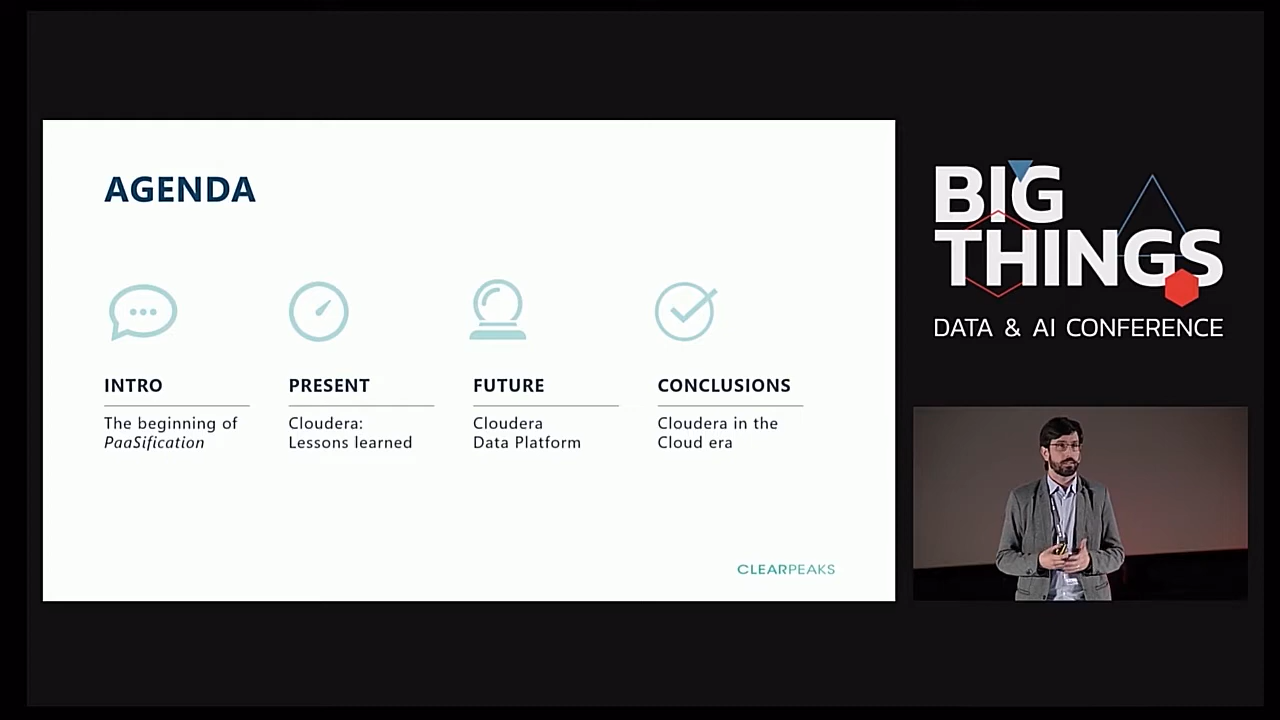 AGENDA
INTRO
The beginning of
PaaSification
PRESENT
Cloudera:
Lessons learned
FUTURE
Cloudera
Data Platform
CONCLUSIONS
Cloudera in the
Cloud era
CLEARPEAKS
BIG
THINGS
DATA & AI CONFERENCE